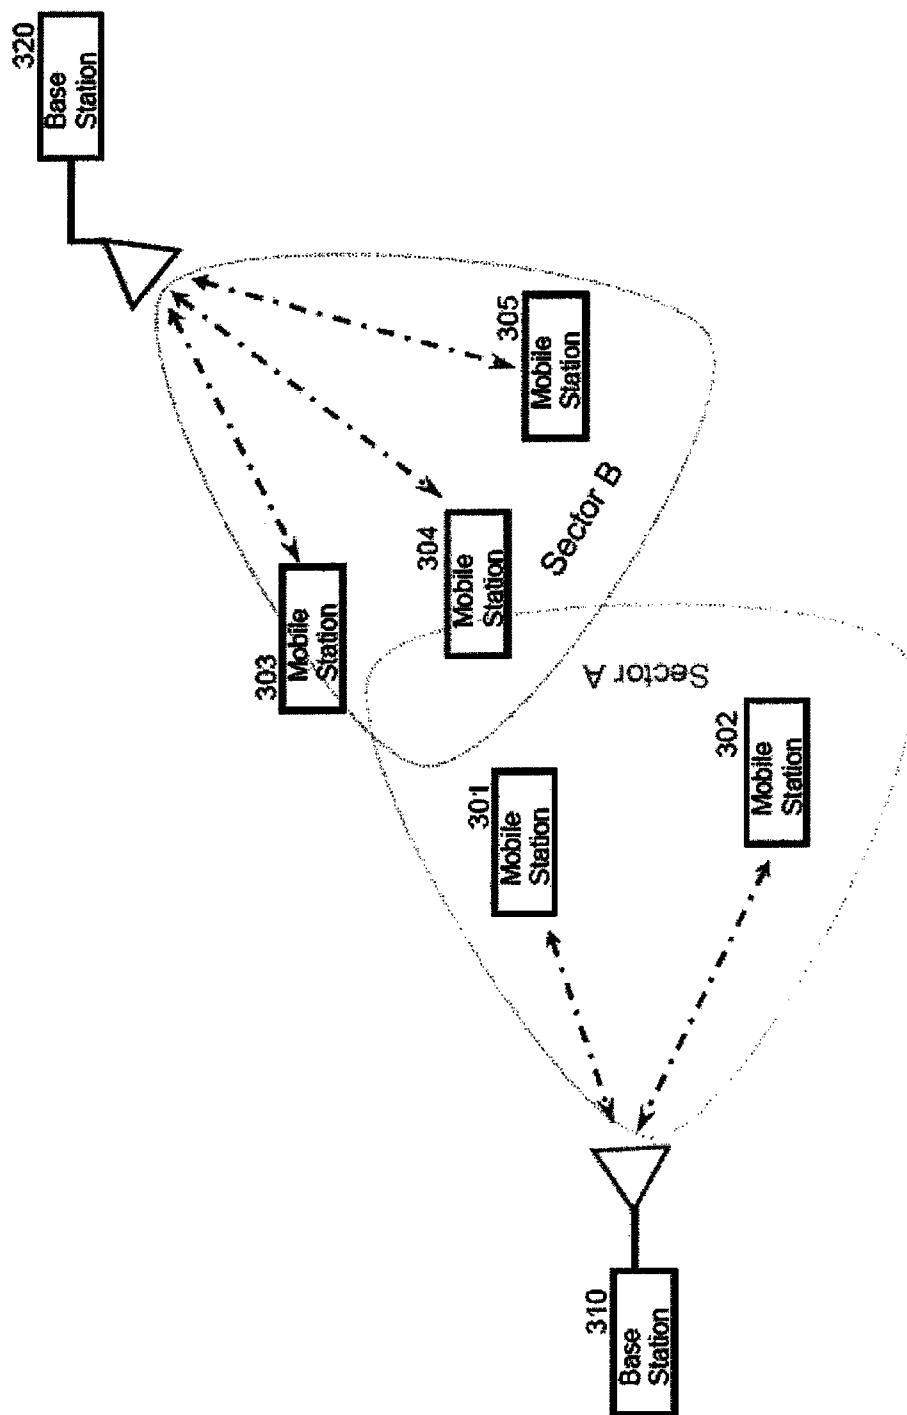 320
Base
Station
305
Mobile
Station
304
Mobile
Station
Sector B
303
Mobile
Station
Sector A
301
Mobile
Station
302
Mobile
Station
310
Base
Station